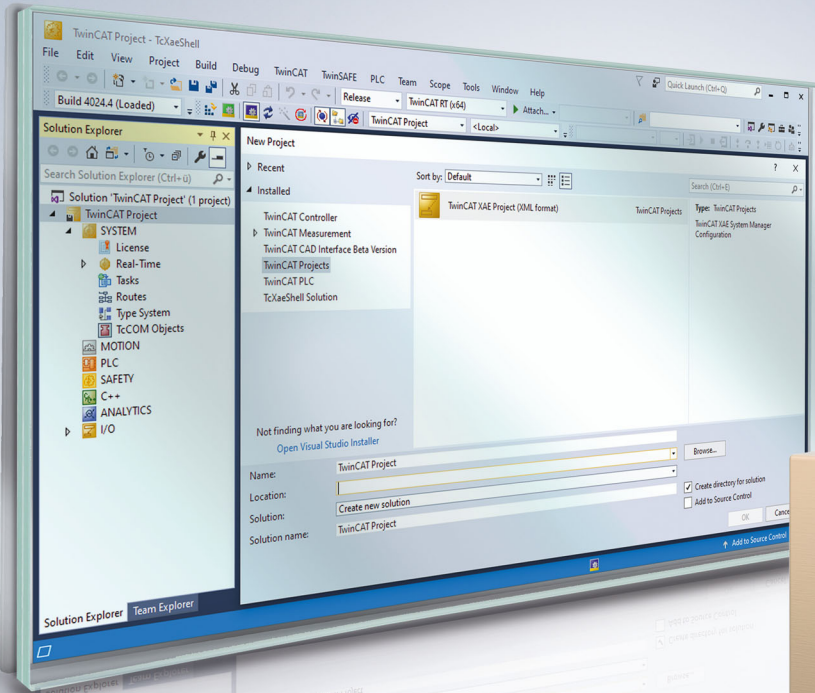 TwinCAT Project - TcXaeShell
File Edit View Project Build Debug TwinCAT TwinSAFE PLC Team Scope Tools Window Help
Quick Launch (Ctrl+Q)
Release TwinCAT RT (x64) Attach...
Build 4024.4 (Loaded) TwinCAT Project <Local>
Solution Explorer
Search Solution Explorer (Ctrl+ü)
Solution 'TwinCAT Project' (1 project)
TwinCAT Project
SYSTEM
License
Real-Time
Tasks
Routes
Type System
TcCOM Objects
MOTION
PLC
SAFETY
C++
ANALYTICS
I/O
Solution Explorer Team Explorer
New Project
? X
Recent
Installed
TwinCAT Controller
TwinCAT Measurement
TwinCAT CAD Interface Beta Version
TwinCAT Projects
TwinCAT PLC
TcXaeShell Solution
Not finding what you are looking for?
Open Visual Studio Installer
Sort by: Default
TwinCAT XAE Project (XML format) TwinCAT Projects
Search (Ctrl+E)
Type: TwinCAT Projects
TwinCAT XAE System Manager
Configuration
Name: TwinCAT Project
Location:
Browse...
Solution: Create new solution
Solution name: TwinCAT Project
Create directory for solution
Add to Source Control
OK Cance
Add to Source Control